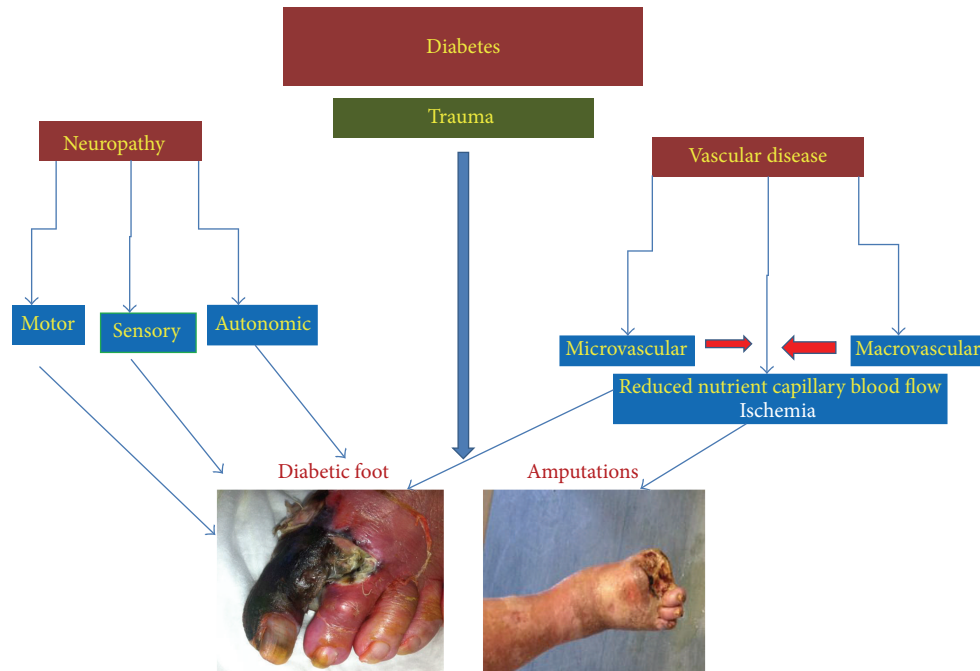 Diabetes
Trauma
Neuropathy
Vascular disease
Motor
Sensory
Autonomic
Microvascular
Macrovascular
Reduced nutrient capillary blood flow
Ischemia
Diabetic foot
Amputations